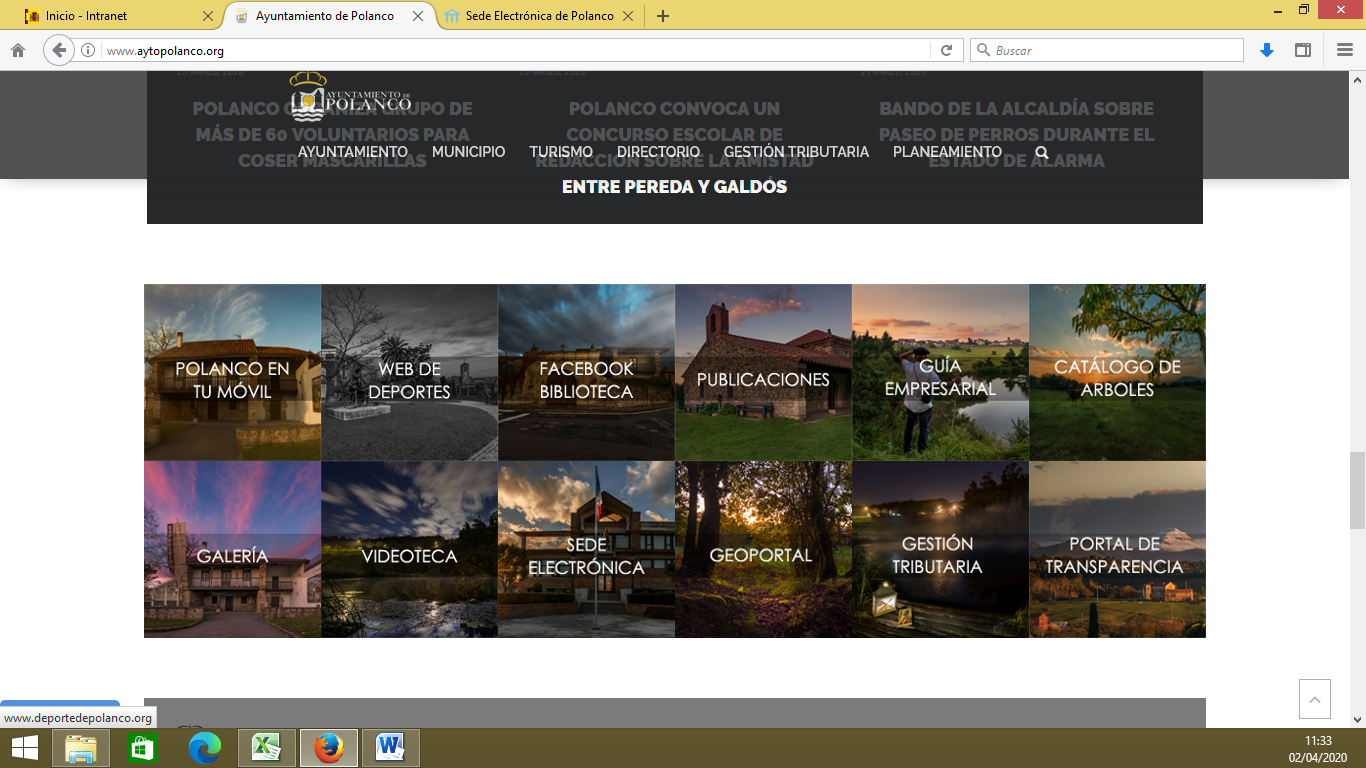 Inicio - Intranet
Ayuntamiento de Polanco
Sede Electrónica de Polanco
www.aytopolanco.org
Buscar
25 MARZO, 2020
AYUNTAMIENTO DE
POLANCO
POLANCO GRUPO DE
MÁS DE 60 VOLUNTARIOS PARA
COSER MASCARILLAS
POLANCO CONVOCA UN
CONCURSO ESCOLAR DE
REDACCIÓN SOBRE LA AMISTAD
ENTRE PEREDA Y GALDÓS
BANDO DE LA ALCALDÍA SOBRE
PASEO DE PERROS DURANTE EL
ESTADO DE ALARMA
AYUNTAMIENTO MUNICIPIO TURISMO DIRECTORIO GESTIÓN TRIBUTARIA PLANEAMIENTO
POLANCO EN
TU MÓVIL
WEB DE
DEPORTES
FACEBOOK
BIBLIOTECA
PUBLICACIONES
GUÍA
EMPRESARIAL
CATÁLOGO DE
ARBOLES
GALERÍA
VIDEOTECA
SEDE
ELECTRÓNICA
GEOPORTAL
GESTIÓN
TRIBUTARIA
PORTAL DE
TRANSPARENCIA
www.deportedepolanco.org
11:33
02/04/2020